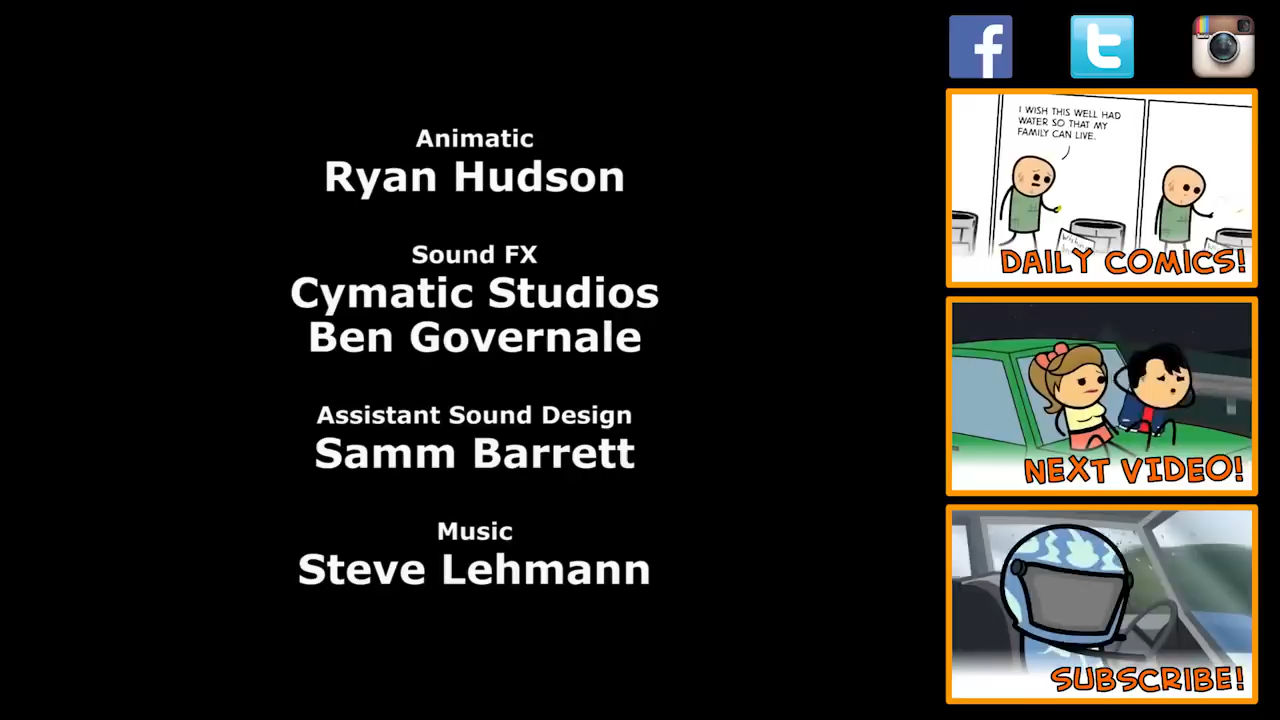 Animatic
Ryan Hudson
Sound FX
Cymatic Studios
Ben Governale
Assistant Sound Design
Samm Barrett
Music
Steve Lehmann
I WISH THIS WELL HAD
WATER SO THAT MY
FAMILY CAN LIVE.
DAILY COMICS!
NEXT VIDEO!
SUBSCRIBE!